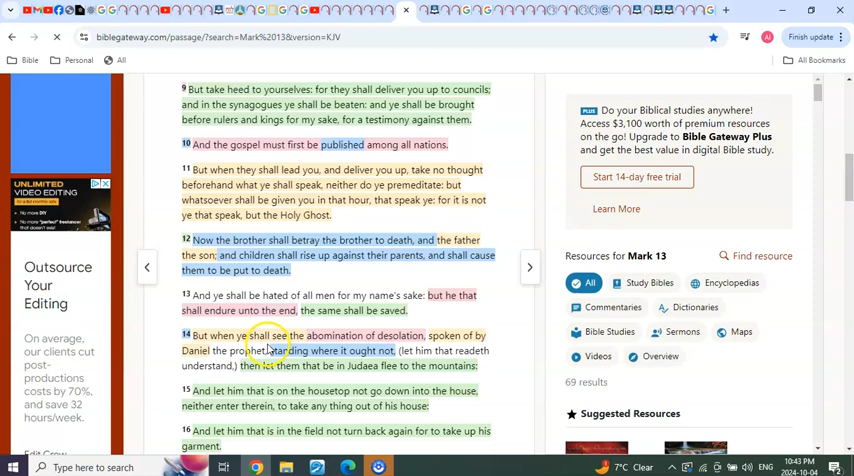 Finish update
biblegateway.com/passage/?search=Mark%2013&version=KJV
AI
Bible
Personal
All
All Bookmarks
9 But take heed to yourselves: for they shall deliver you up to councils;
and in the synagogues ye shall be beaten: and ye shall be brought
before rulers and kings for my sake, for a testimony against them.
10 And the gospel must first be published among all nations.
11 But when they shall lead you, and deliver you up, take no thought
beforehand what ye shall speak, neither do ye premeditate: but
whatsoever shall be given you in that hour, that speak ye: for it is not
ye that speak, but the Holy Ghost.
12 Now the brother shall betray the brother to death, and the father
the son; and children shall rise up against their parents, and shall cause
them to be put to death.
13 And ye shall be hated of all men for my name's sake: but he that
shall endure unto the end, the same shall be saved.
14 But when ye shall see the abomination of desolation, spoken of by
Daniel the prophet, standing where it ought not, (let him that readeth
understand,) then let them that be in Judaea flee to the mountains:
15 And let him that is on the housetop not go down into the house,
neither enter therein, to take any thing out of his house:
16 And let him that is in the field not turn back again for to take up his
garment.
UNLIMITED
VIDEO EDITING
Outsource
Your
Editing
On average, our
clients cut
post-
productions
costs by 70%,
and save 32
hours/week.
Edit Crew
PLUS Do your Biblical studies anywhere!
Access $3,100 worth of premium resources
on the go! Upgrade to Bible Gateway Plus
and get the best value in digital Bible study.
Start 14-day free trial
Learn More
Resources for Mark 13
Find resource
All
Study Bibles
Encyclopedias
Commentaries
Dictionaries
Bible Studies
Sermons
Maps
Videos
Overview
69 results
Suggested Resources
Type here to search
7°C Clear
ENG
10:43 PM
2024-10-04